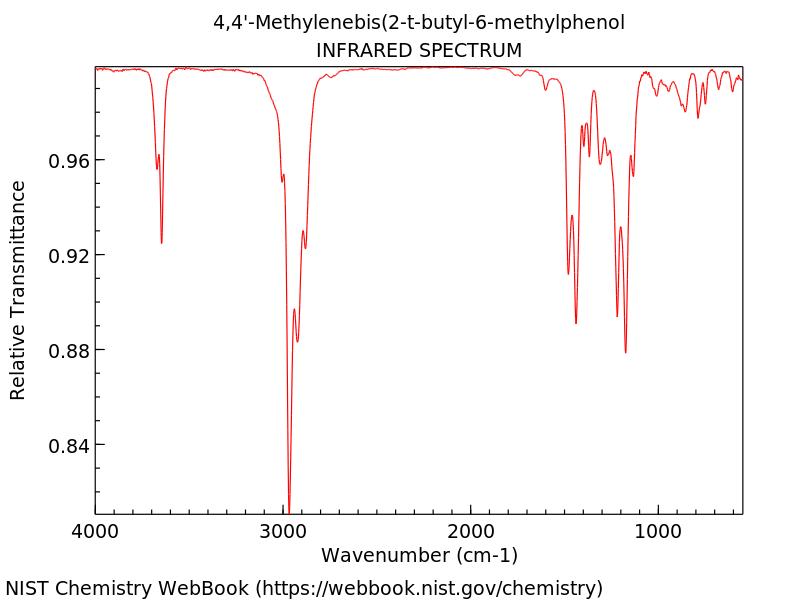 4,4'-Methylenebis(2-t-butyl-6-methylphenol
INFRARED SPECTRUM
Relative Transmittance
0.96
0.92
0.88
0.84
4000 3000 2000 1000
Wavenumber (cm-1)
NIST Chemistry WebBook (https://webbook.nist.gov/chemistry)